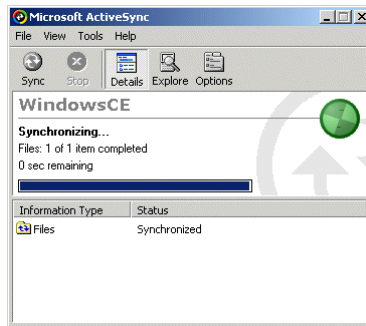 Microsoft ActiveSync
File View Tools Help
Sync Stop Details Explore Options
WindowsCE
Synchronizing...
Files: 1 of 1 item completed
0 sec remaining
Information Type Status
Files Synchronized